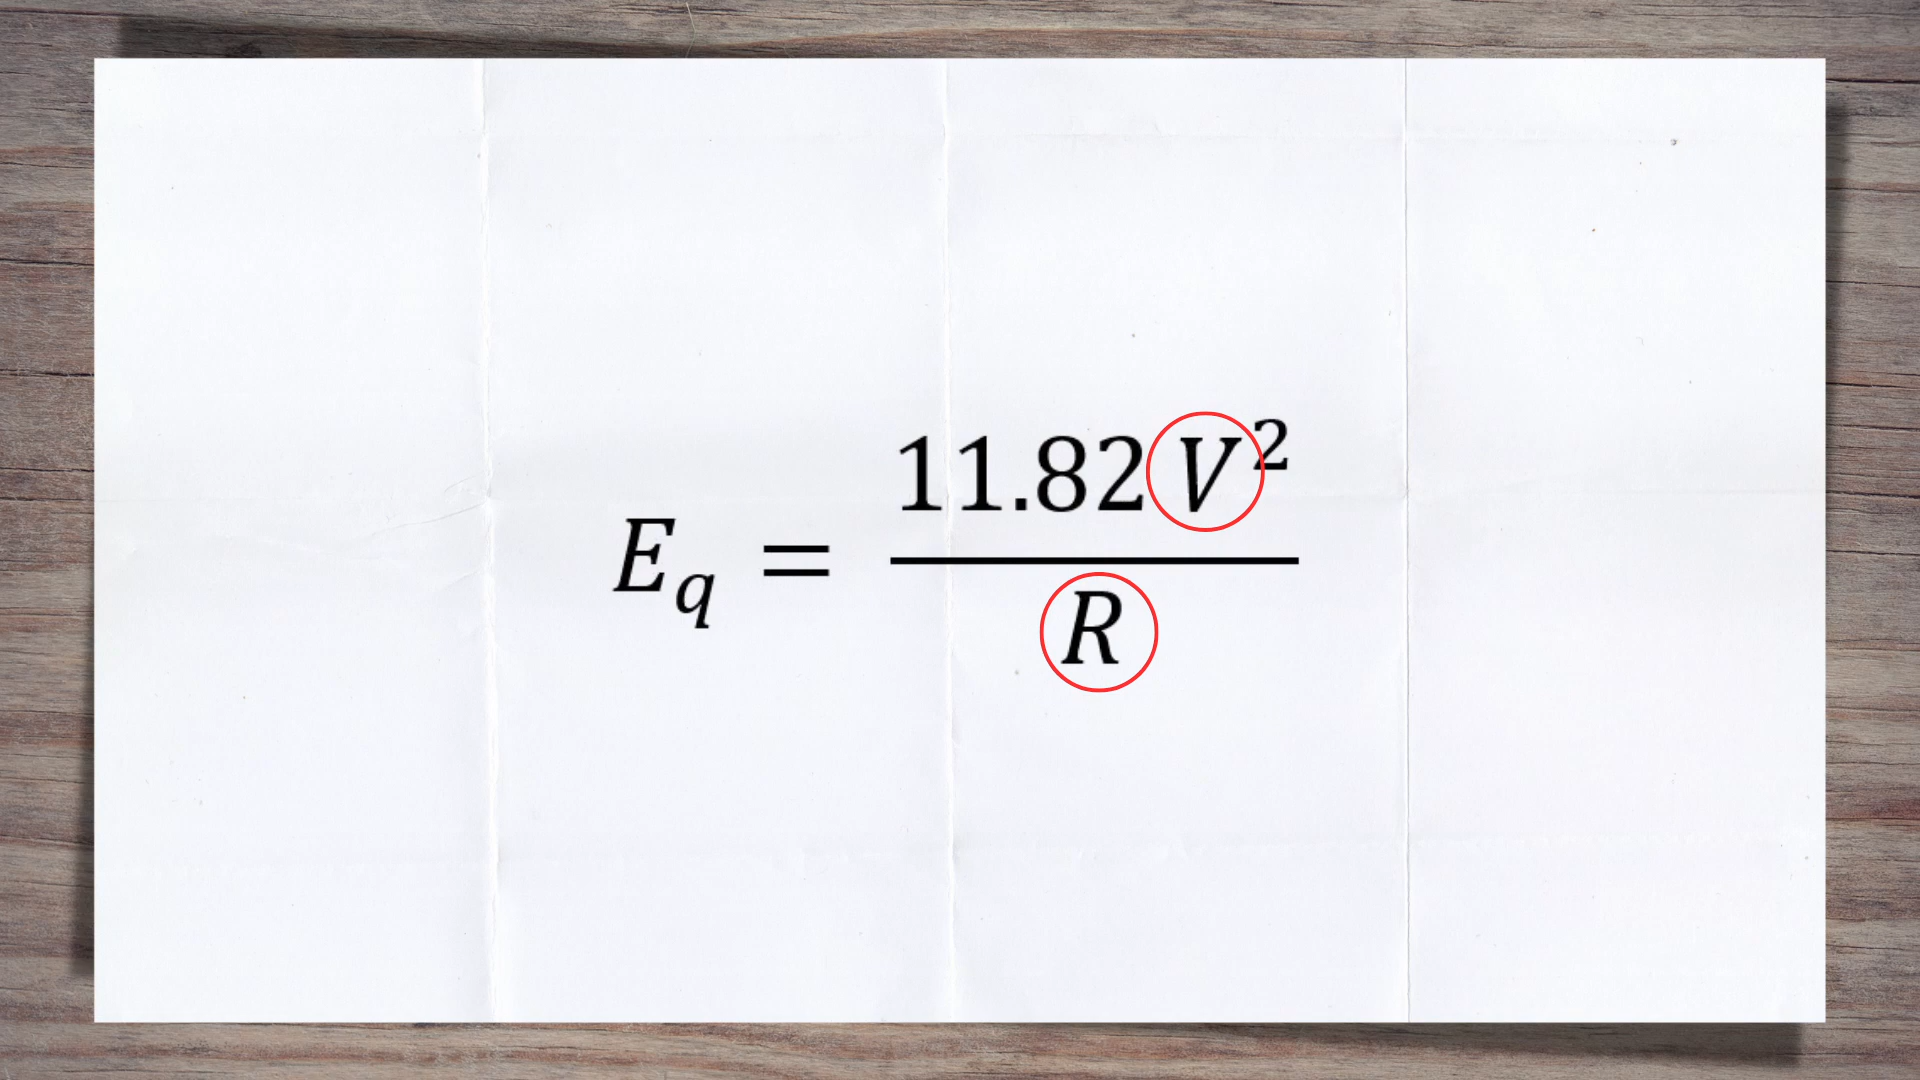 E_q = 11.82 V² / R